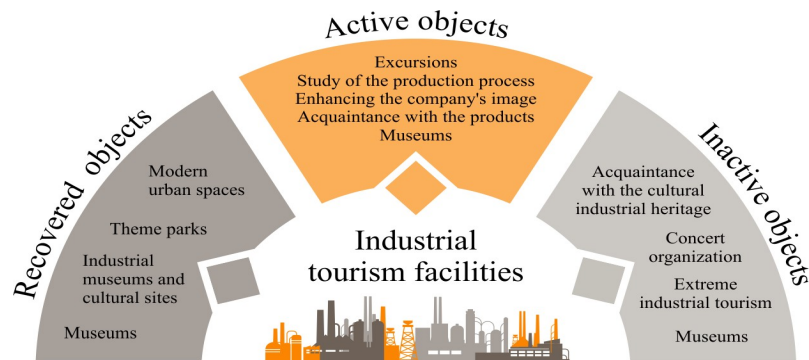 Recovered objects
Modern
urban spaces
Theme parks
Industrial
museums and
cultural sites
Museums
Active objects
Excursions
Study of the production process
Enhancing the company's image
Acquaintance with the products
Museums
Inactive objects
Acquaintance
with the cultural
industrial heritage
Concert
organization
Extreme
industrial tourism
Museums
Industrial
tourism facilities